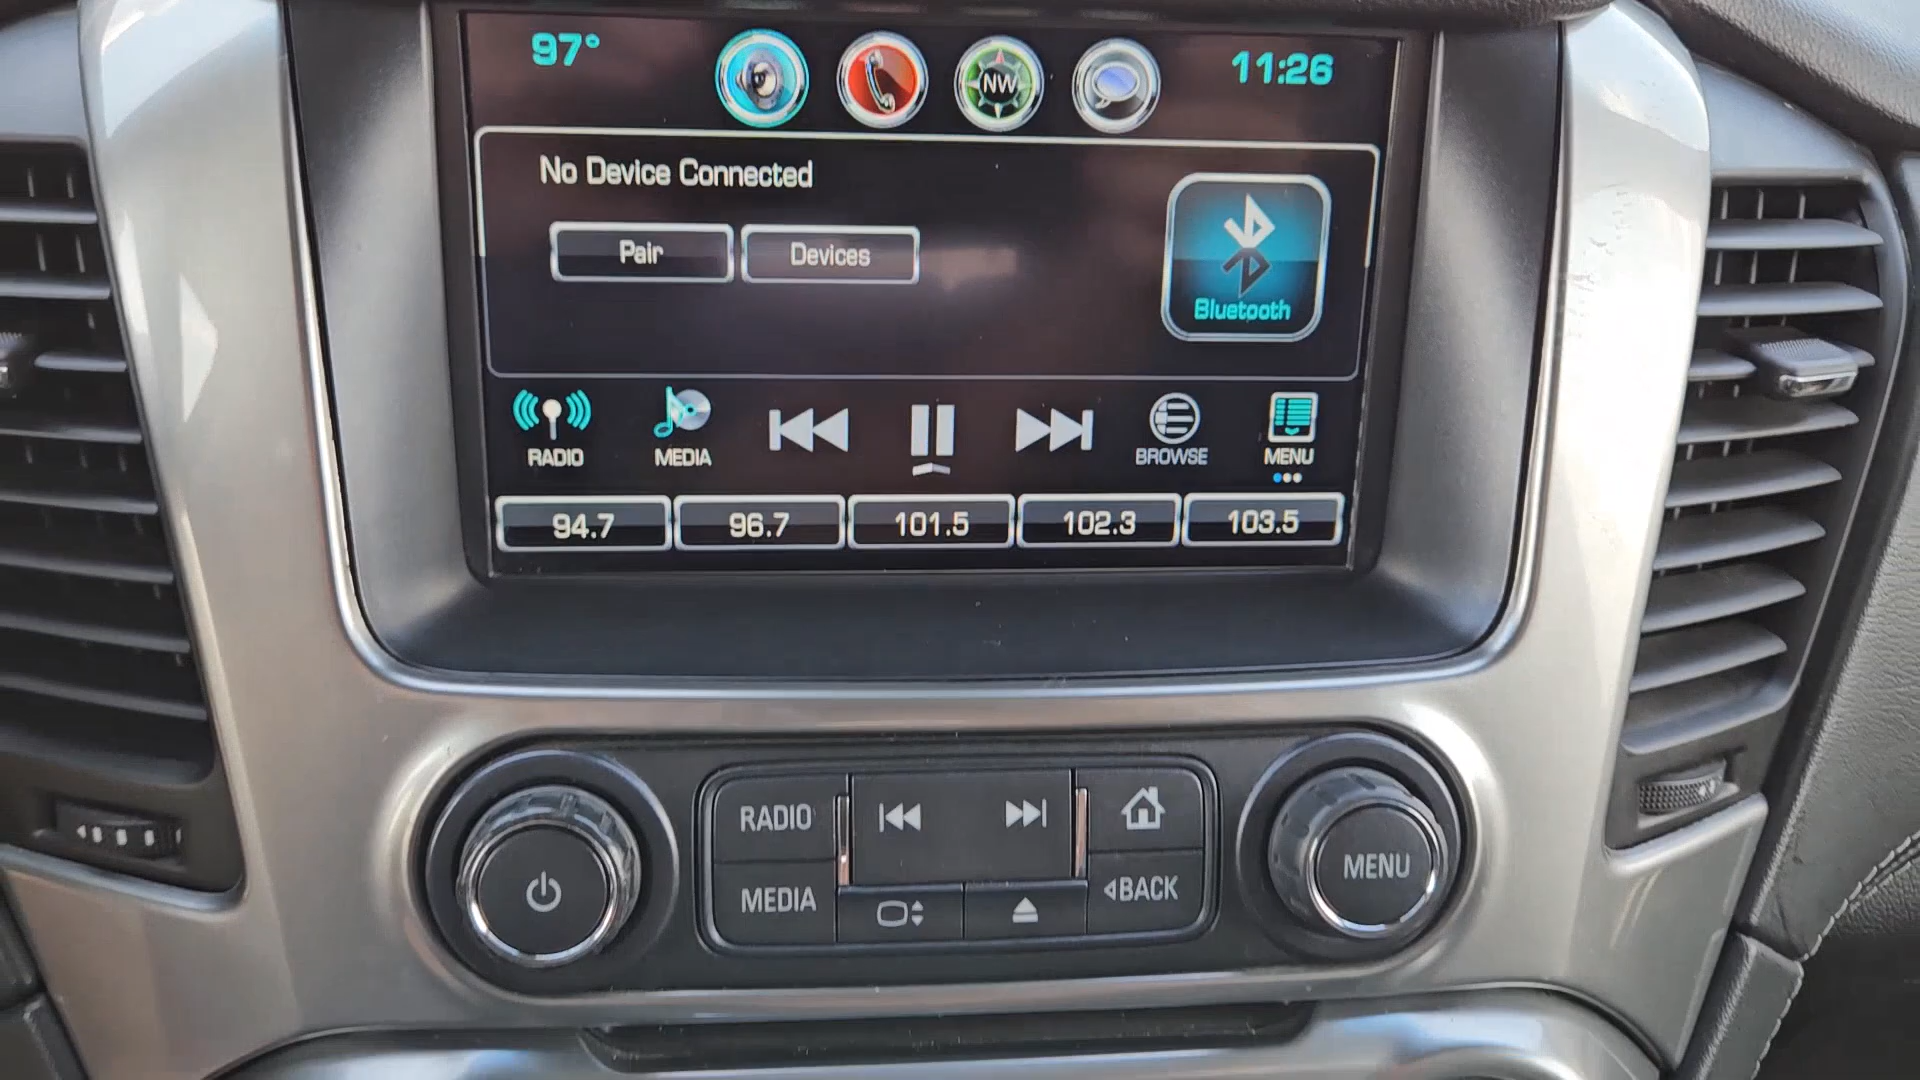 97°
NW
11:26
No Device Connected
Pair
Devices
Bluetooth
RADIO
MEDIA
BROWSE
MENU
94.7
96.7
101.5
102.3
103.5
RADIO
MEDIA
BACK
MENU